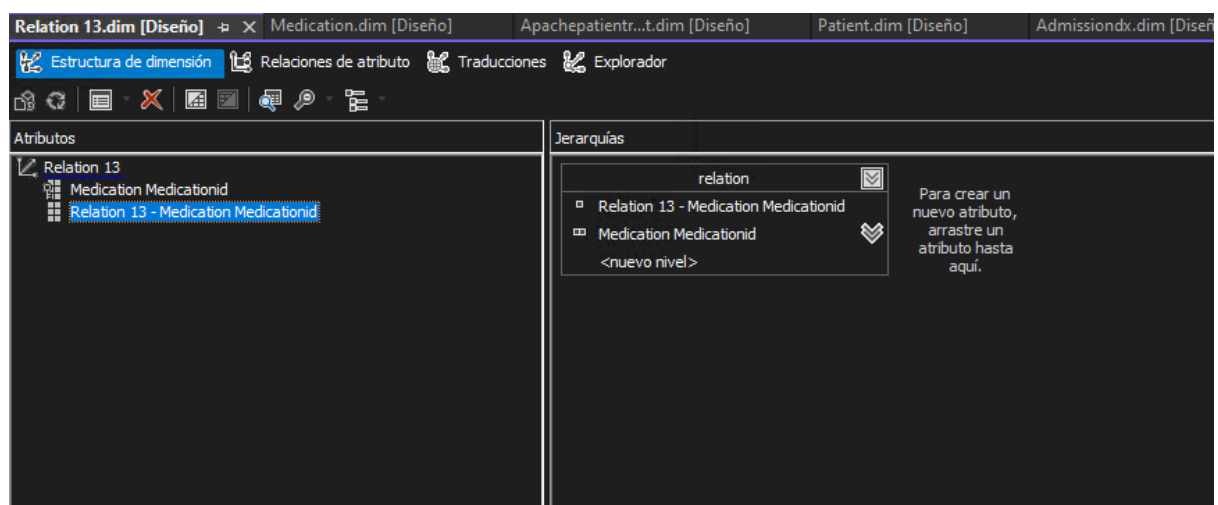 Relation 13.dim [Diseño] Medication.dim [Diseño] Apachepatientr...t.dim [Diseño] Patient.dim [Diseño] Admissiondx.dim [Diseñ
Estructura de dimensión Relaciones de atributo Traducciones Explorador
Atributos
Relation 13
Medication Medicationid
Relation 13 - Medication Medicationid
Jerarquías
relation
Relation 13 - Medication Medicationid
Medication Medicationid
<nuevo nivel>
Para crear un
nuevo atributo,
arrastre un
atributo hasta
aquí.